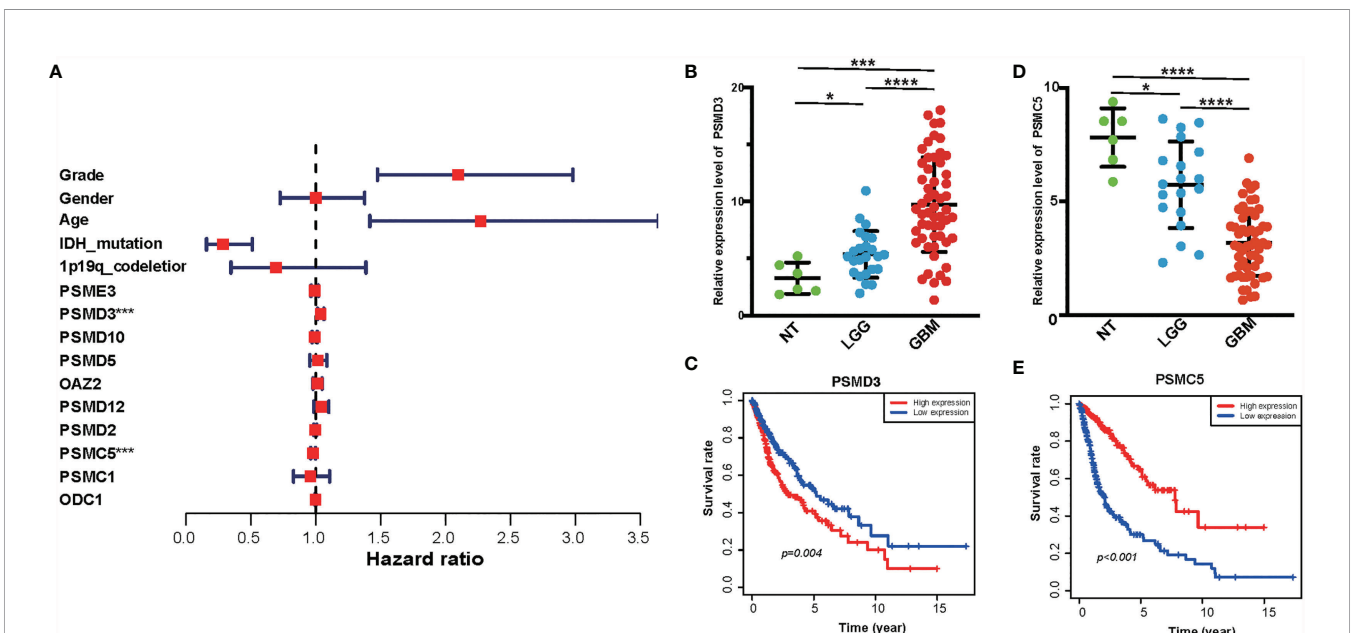 A
Grade
Gender
Age
IDH_mutation
1p19q_codeletion
PSME3
PSMD3***
PSMD10
PSMD5
OAZ2
PSMD12
PSMD2
PSMC5***
PSMC1
ODC1
0.0 0.5 1.0 1.5 2.0 2.5 3.0 3.5
Hazard ratio
B
Relative expression level of PSMD3
20
10
0
***
* ****
NT LGG GBM
C
PSMD3
High expression
Low expression
Survival rate
1.0
0.8
0.6
0.4
0.2
0.0
p=0.004
0 5 10 15
Time (year)
D
Relative expression level of PSMC5
10
5
0
****
* ****
NT LGG GBM
E
PSMC5
High expression
Low expression
Survival rate
1.0
0.8
0.6
0.4
0.2
0.0
p<0.001
0 5 10 15
Time (year)